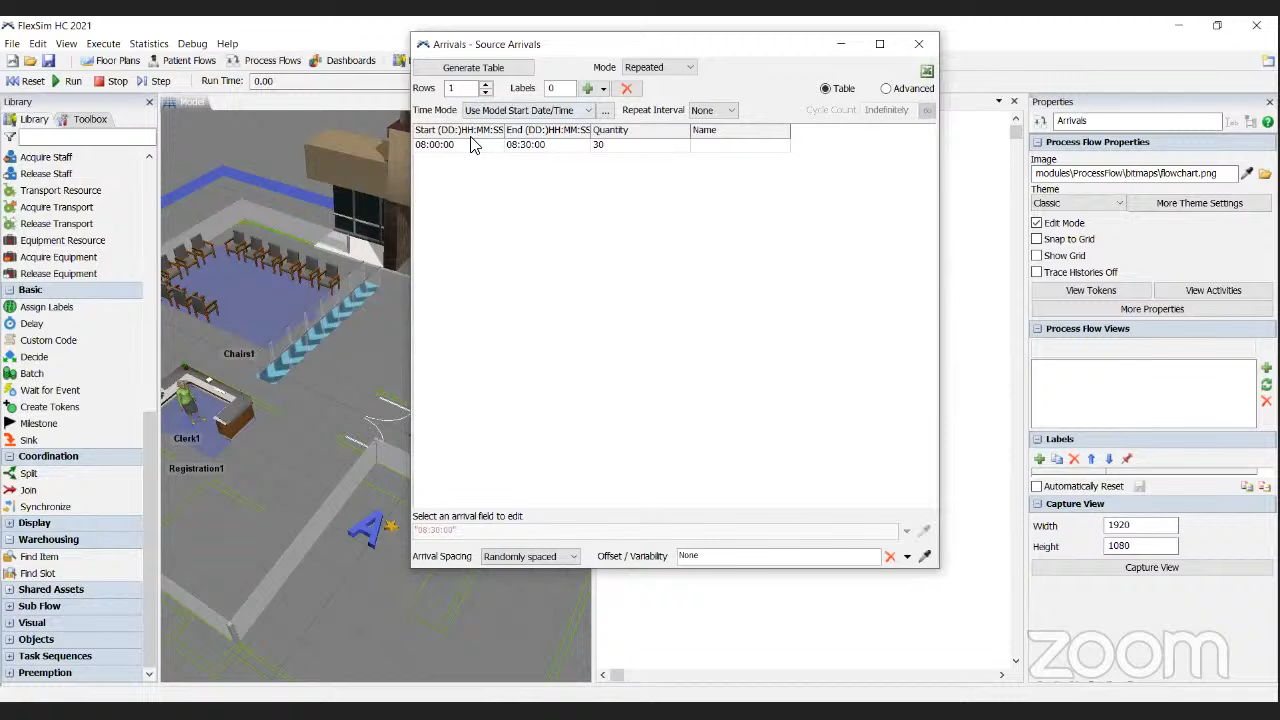 FlexSim HC 2021
File Edit View Execute Statistics Debug Help
Floor Plans Patient Flows Process Flows Dashboards
Reset Run Stop Step Run Time: 0.00
Library
Library Toolbox
Acquire Staff
Release Staff
Transport Resource
Acquire Transport
Release Transport
Equipment Resource
Acquire Equipment
Release Equipment
Basic
Assign Labels
Delay
Custom Code
Decide
Batch
Wait for Event
Create Tokens
Milestone
Sink
Coordination
Split
Join
Synchronize
Display
Warehousing
Find Item
Find Slot
Shared Assets
Sub Flow
Visual
Objects
Task Sequences
Preemption
Model
Chairs1
Clerk1
Registration1
A
Arrivals - Source Arrivals
Generate Table Mode Repeated
Rows 1 Labels 0 Table Advanced
Time Mode Use Model Start Date/Time ... Repeat Interval None Cycle Count Indefinitely
Start (DD:)HH:MM:SS End (DD:)HH:MM:SS Quantity Name
08:00:00 08:30:00 30
Select an arrival field to edit
"08:30:00"
Arrival Spacing Randomly spaced Offset / Variability None
Properties
Arrivals
Process Flow Properties
Image
modules\ProcessFlow\bitmaps\flowchart.png
Theme
Classic More Theme Settings
Edit Mode
Snap to Grid
Show Grid
Trace Histories Off
View Tokens View Activities
More Properties
Process Flow Views
Labels
Automatically Reset
Capture View
Width 1920
Height 1080
Capture View
zoom